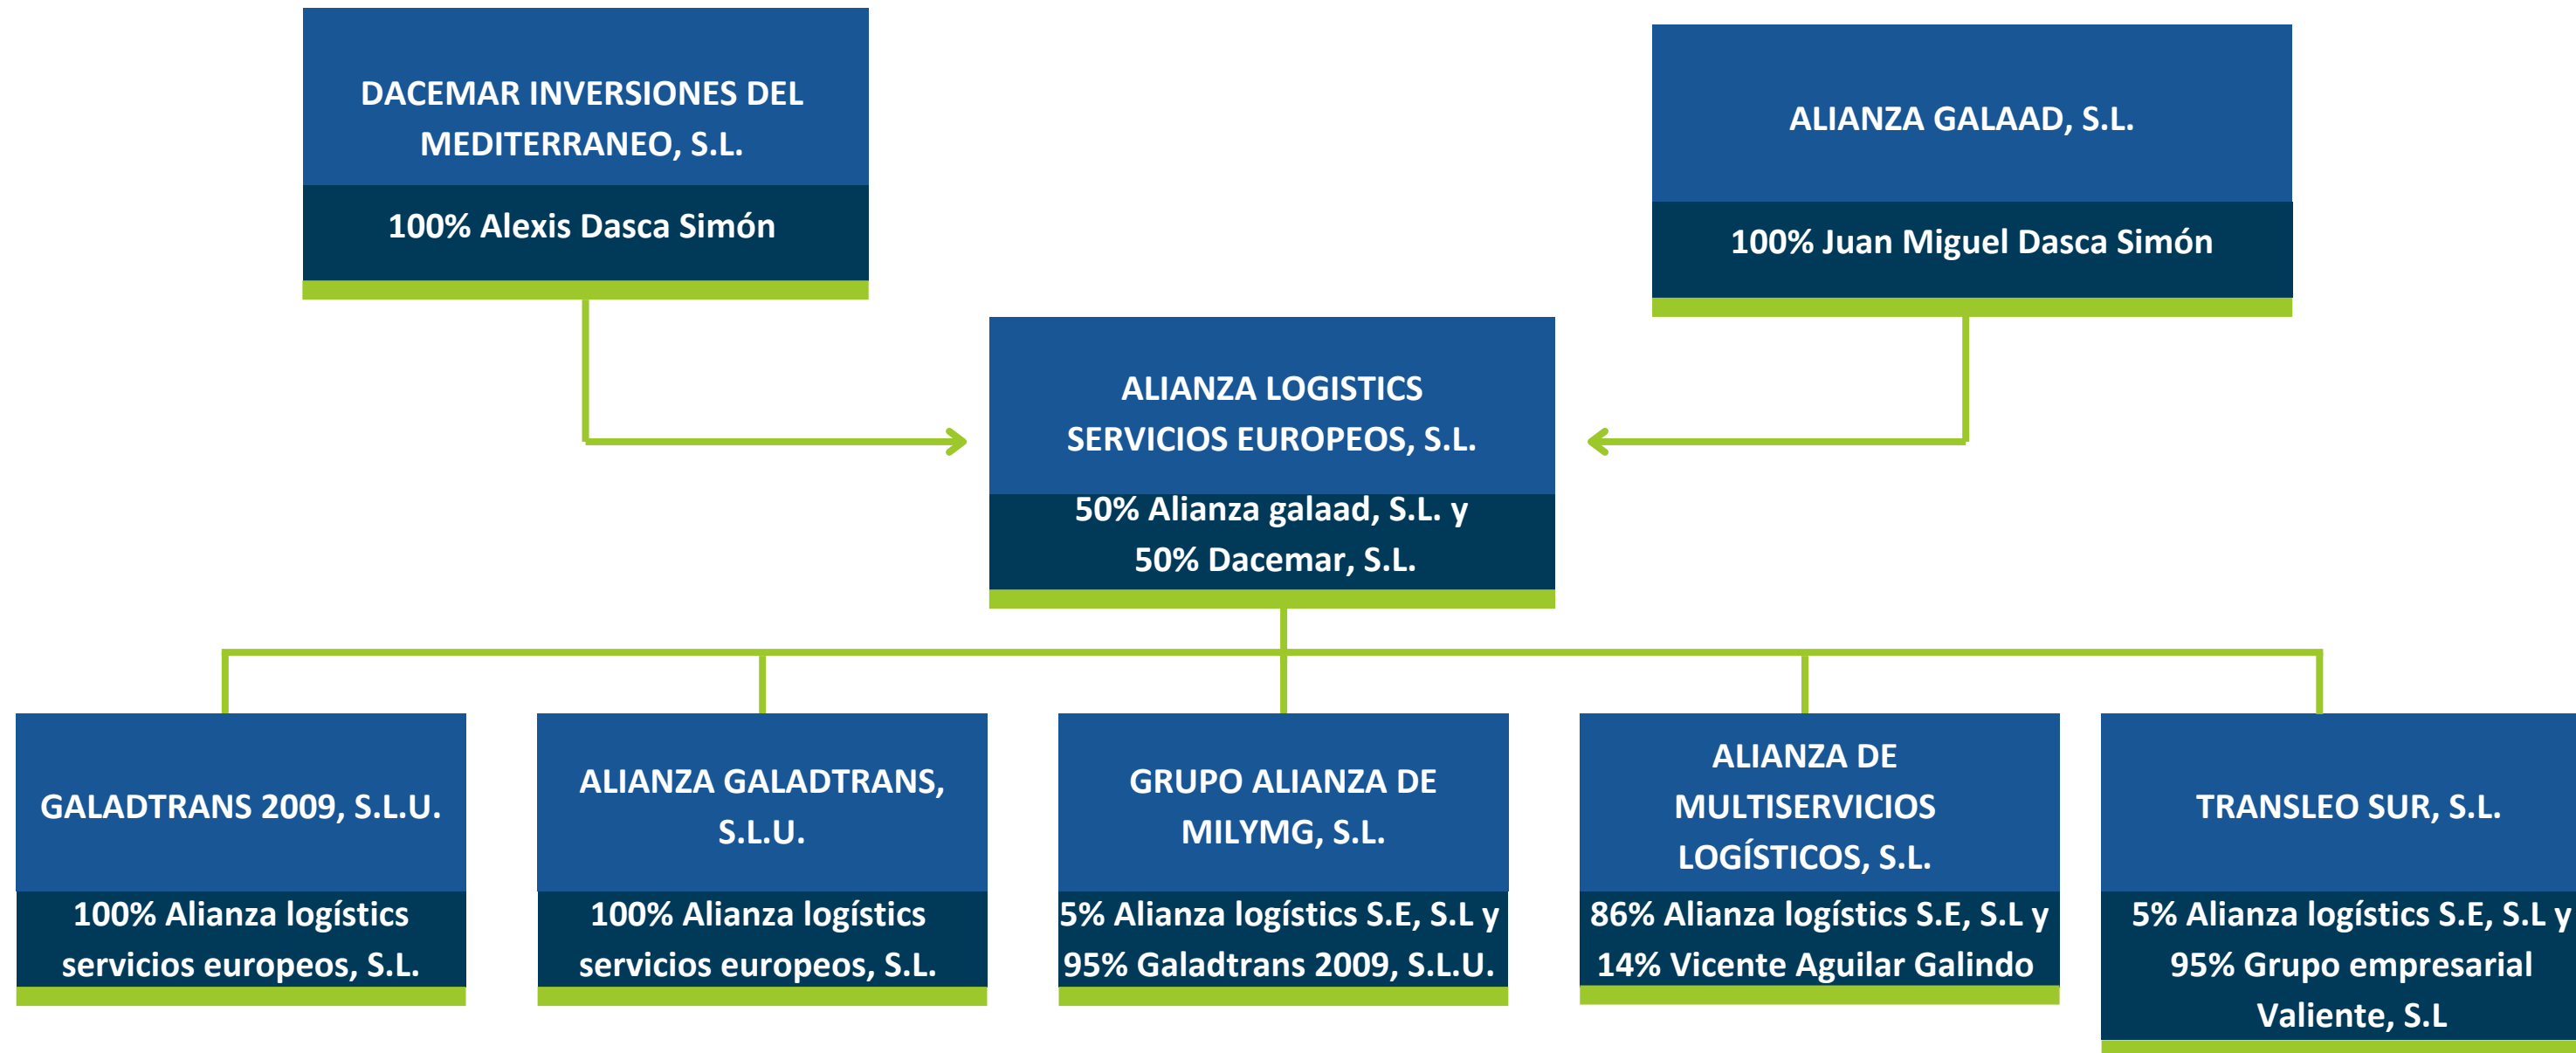 DACEMAR INVERSIONES DEL
MEDITERRANEO, S.L.
100% Alexis Dasca Simón
ALIANZA GALAAD, S.L.
100% Juan Miguel Dasca Simón
ALIANZA LOGISTICS
SERVICIOS EUROPEOS, S.L.
50% Alianza galaad, S.L. y
50% Dacemar, S.L.
GALADTRANS 2009, S.L.U.
100% Alianza logístics
servicios europeos, S.L.
ALIANZA GALADTRANS,
S.L.U.
100% Alianza logístics
servicios europeos, S.L.
GRUPO ALIANZA DE
MILYMG, S.L.
5% Alianza logístics S.E, S.L y
95% Galadtrans 2009, S.L.U.
ALIANZA DE
MULTISERVICIOS
LOGÍSTICOS, S.L.
86% Alianza logístics S.E, S.L y
14% Vicente Aguilar Galindo
TRANSLEO SUR, S.L.
5% Alianza logístics S.E, S.L y
95% Grupo empresarial
Valiente, S.L